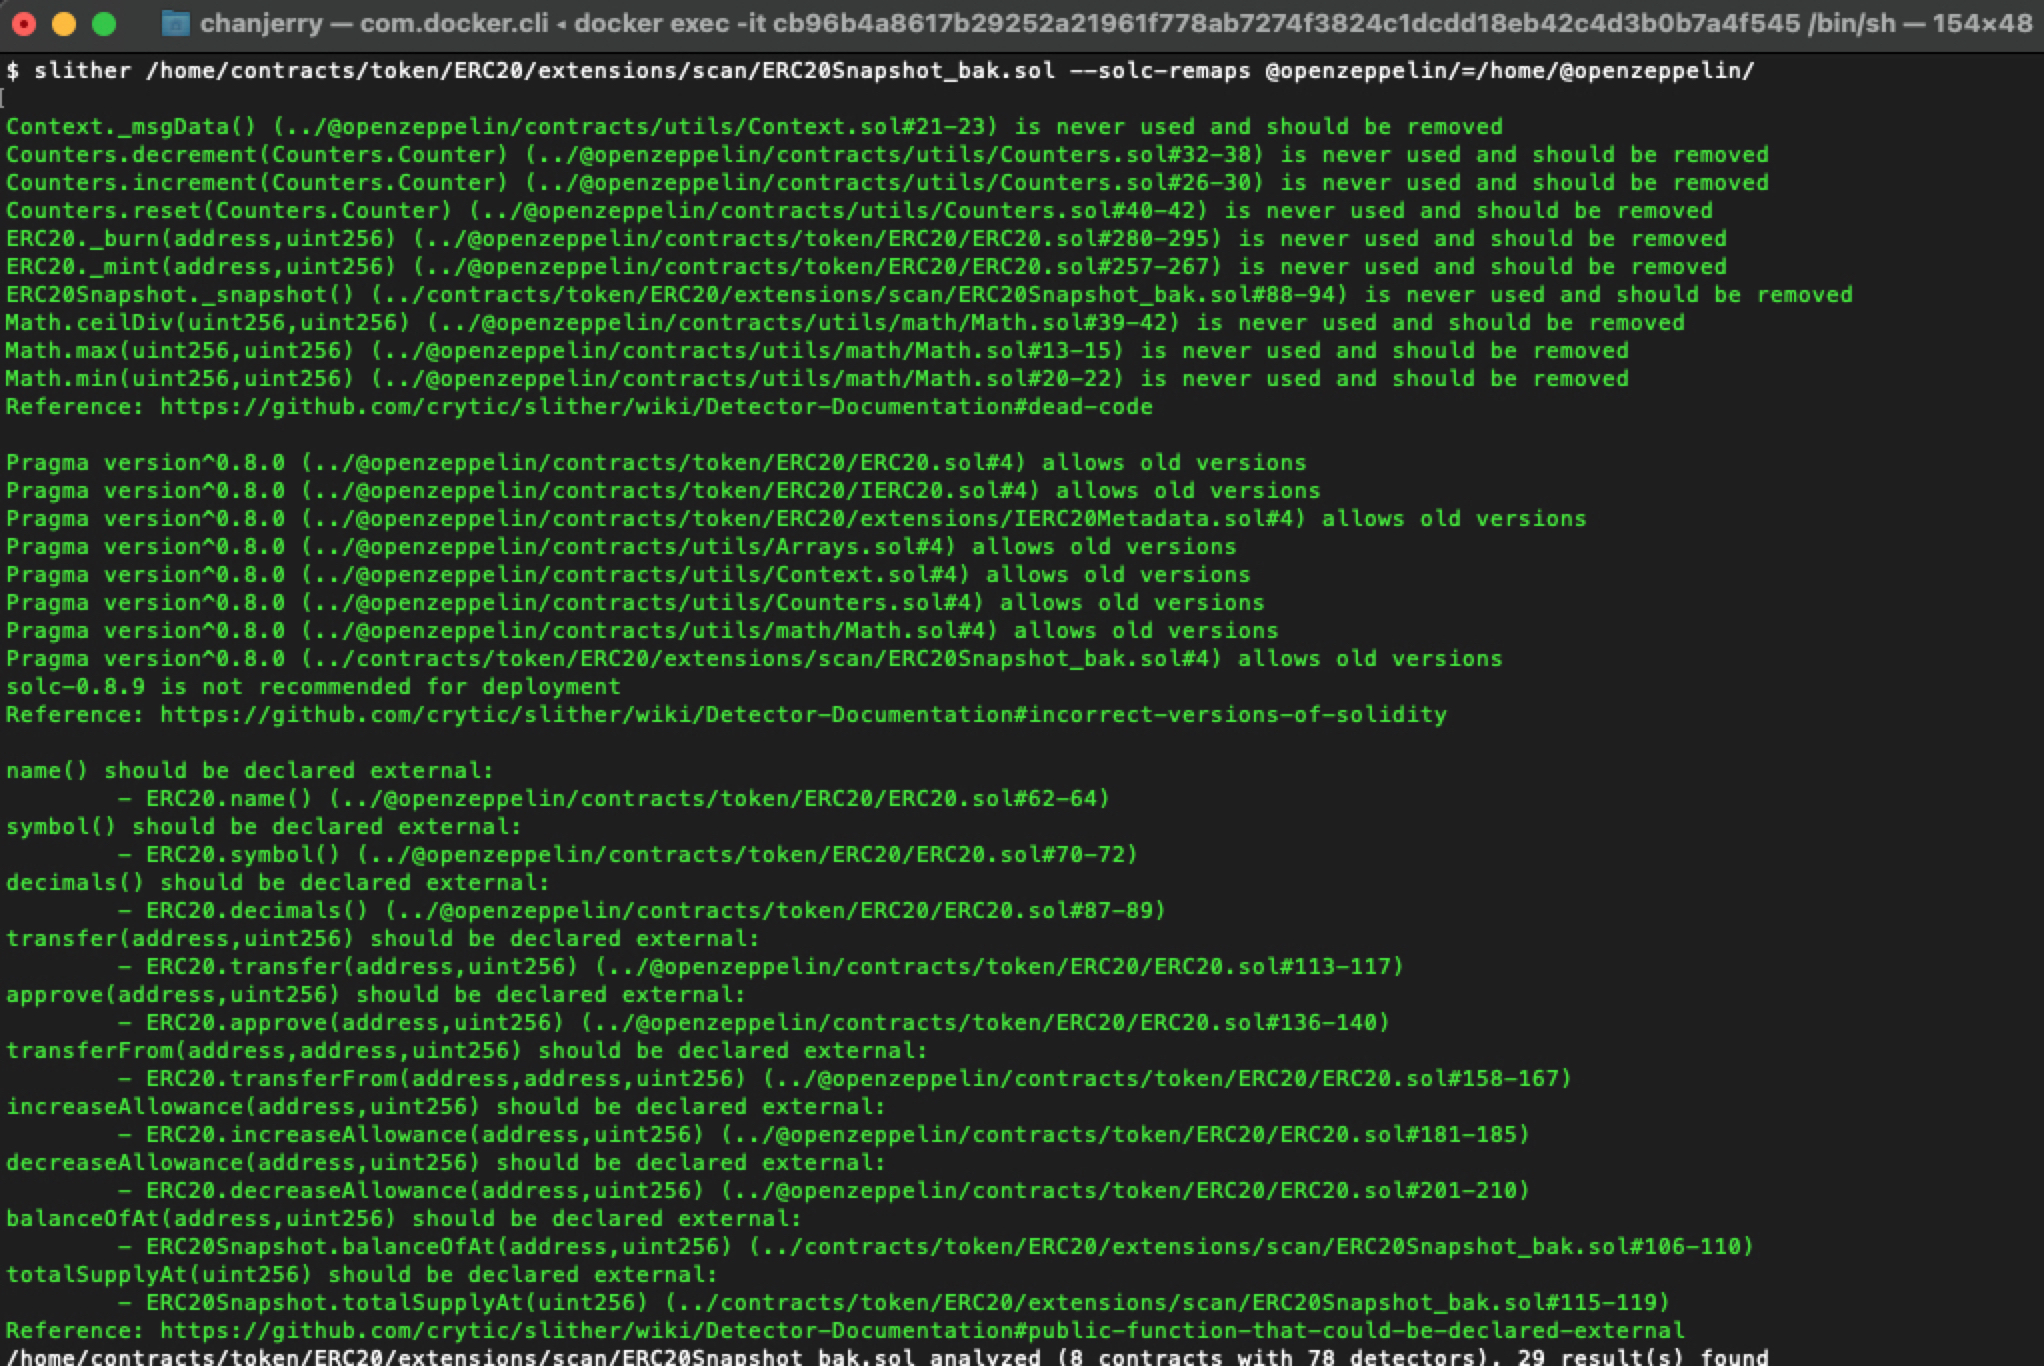 chanjerry — com.docker.cli ◂ docker exec -it cb96b4a8617b29252a21961f778ab7274f3824c1dcdd18eb42c4d3b0b7a4f545 /bin/sh — 154×48
$ slither /home/contracts/token/ERC20/extensions/scan/ERC20Snapshot_bak.sol --solc-remaps @openzeppelin/=/home/@openzeppelin/
Context._msgData() (../@openzeppelin/contracts/utils/Context.sol#21-23) is never used and should be removed
Counters.decrement(Counters.Counter) (../@openzeppelin/contracts/utils/Counters.sol#32-38) is never used and should be removed
Counters.increment(Counters.Counter) (../@openzeppelin/contracts/utils/Counters.sol#26-30) is never used and should be removed
Counters.reset(Counters.Counter) (../@openzeppelin/contracts/utils/Counters.sol#40-42) is never used and should be removed
ERC20._burn(address,uint256) (../@openzeppelin/contracts/token/ERC20/ERC20.sol#280-295) is never used and should be removed
ERC20._mint(address,uint256) (../@openzeppelin/contracts/token/ERC20/ERC20.sol#257-267) is never used and should be removed
ERC20Snapshot._snapshot() (../contracts/token/ERC20/extensions/scan/ERC20Snapshot_bak.sol#88-94) is never used and should be removed
Math.ceilDiv(uint256,uint256) (../@openzeppelin/contracts/utils/math/Math.sol#39-42) is never used and should be removed
Math.max(uint256,uint256) (../@openzeppelin/contracts/utils/math/Math.sol#13-15) is never used and should be removed
Math.min(uint256,uint256) (../@openzeppelin/contracts/utils/math/Math.sol#20-22) is never used and should be removed
Reference: https://github.com/crytic/slither/wiki/Detector-Documentation#dead-code
Pragma version^0.8.0 (../@openzeppelin/contracts/token/ERC20/ERC20.sol#4) allows old versions
Pragma version^0.8.0 (../@openzeppelin/contracts/token/ERC20/IERC20.sol#4) allows old versions
Pragma version^0.8.0 (../@openzeppelin/contracts/token/ERC20/extensions/IERC20Metadata.sol#4) allows old versions
Pragma version^0.8.0 (../@openzeppelin/contracts/utils/Arrays.sol#4) allows old versions
Pragma version^0.8.0 (../@openzeppelin/contracts/utils/Context.sol#4) allows old versions
Pragma version^0.8.0 (../@openzeppelin/contracts/utils/Counters.sol#4) allows old versions
Pragma version^0.8.0 (../@openzeppelin/contracts/utils/math/Math.sol#4) allows old versions
Pragma version^0.8.0 (../contracts/token/ERC20/extensions/scan/ERC20Snapshot_bak.sol#4) allows old versions
solc-0.8.9 is not recommended for deployment
Reference: https://github.com/crytic/slither/wiki/Detector-Documentation#incorrect-versions-of-solidity
name() should be declared external:
- ERC20.name() (../@openzeppelin/contracts/token/ERC20/ERC20.sol#62-64)
symbol() should be declared external:
- ERC20.symbol() (../@openzeppelin/contracts/token/ERC20/ERC20.sol#70-72)
decimals() should be declared external:
- ERC20.decimals() (../@openzeppelin/contracts/token/ERC20/ERC20.sol#87-89)
transfer(address,uint256) should be declared external:
- ERC20.transfer(address,uint256) (../@openzeppelin/contracts/token/ERC20/ERC20.sol#113-117)
approve(address,uint256) should be declared external:
- ERC20.approve(address,uint256) (../@openzeppelin/contracts/token/ERC20/ERC20.sol#136-140)
transferFrom(address,address,uint256) should be declared external:
- ERC20.transferFrom(address,address,uint256) (../@openzeppelin/contracts/token/ERC20/ERC20.sol#158-167)
increaseAllowance(address,uint256) should be declared external:
- ERC20.increaseAllowance(address,uint256) (../@openzeppelin/contracts/token/ERC20/ERC20.sol#181-185)
decreaseAllowance(address,uint256) should be declared external:
- ERC20.decreaseAllowance(address,uint256) (../@openzeppelin/contracts/token/ERC20/ERC20.sol#201-210)
balanceOfAt(address,uint256) should be declared external:
- ERC20Snapshot.balanceOfAt(address,uint256) (../contracts/token/ERC20/extensions/scan/ERC20Snapshot_bak.sol#106-110)
totalSupplyAt(uint256) should be declared external:
- ERC20Snapshot.totalSupplyAt(uint256) (../contracts/token/ERC20/extensions/scan/ERC20Snapshot_bak.sol#115-119)
Reference: https://github.com/crytic/slither/wiki/Detector-Documentation#public-function-that-could-be-declared-external
/home/contracts/token/ERC20/extensions/scan/ERC20Snapshot_bak.sol analyzed (8 contracts with 78 detectors), 29 result(s) found